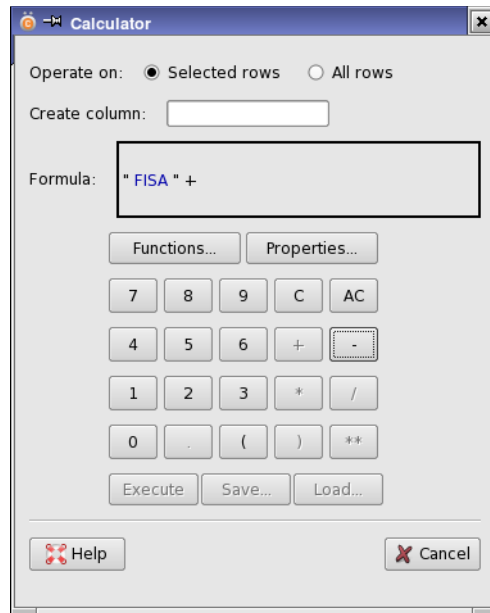 Calculator
Operate on: Selected rows All rows
Create column:
Formula: " FISA " +
Functions... Properties...
7 8 9 C AC
4 5 6 + -
1 2 3 * /
0 . ( ) **
Execute Save... Load...
Help Cancel